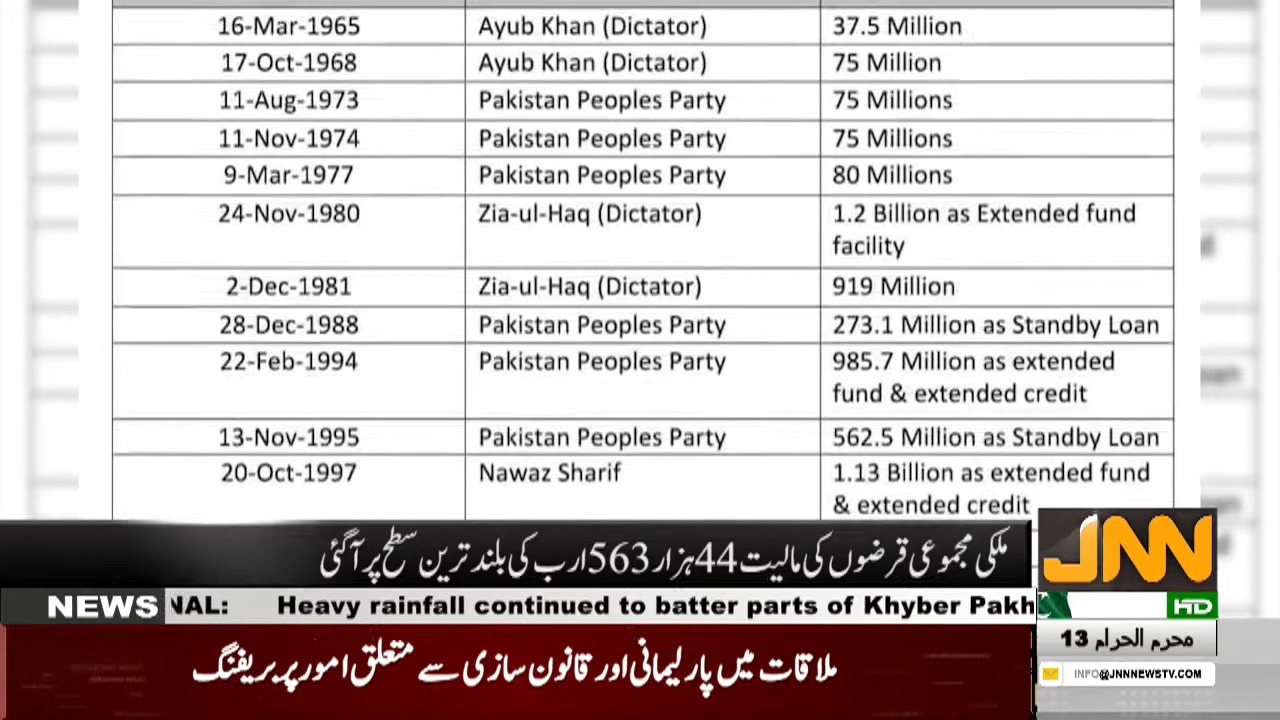 16-Mar-1965 Ayub Khan (Dictator) 37.5 Million
17-Oct-1968 Ayub Khan (Dictator) 75 Million
11-Aug-1973 Pakistan Peoples Party 75 Millions
11-Nov-1974 Pakistan Peoples Party 75 Millions
9-Mar-1977 Pakistan Peoples Party 80 Millions
24-Nov-1980 Zia-ul-Haq (Dictator) 1.2 Billion as Extended fund
facility
2-Dec-1981 Zia-ul-Haq (Dictator) 919 Million
28-Dec-1988 Pakistan Peoples Party 273.1 Million as Standby Loan
22-Feb-1994 Pakistan Peoples Party 985.7 Million as extended
fund & extended credit
13-Nov-1995 Pakistan Peoples Party 562.5 Million as Standby Loan
20-Oct-1997 Nawaz Sharif 1.13 Billion as extended fund
& extended credit
ملکی مجموعی قرضوں کی مالیت 44 ہزار 563 ارب کی بلند ترین سطح پر آگئی
JNN
NEWS NAL: Heavy rainfall continued to batter parts of Khyber Pakh
HD
محرم الحرام 13
ملاقات میں پارلیمانی اور قانون سازی سے متعلق امور پر بریفنگ
INFO@JNNNEWSTV.COM